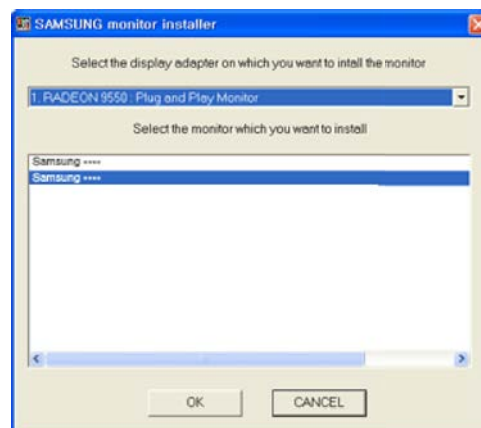 SAMSUNG monitor installer
Select the display adapter on which you want to intall the monitor
1. RADEON 9550 : Plug and Play Monitor
Select the monitor which you want to install
Samsung ****
Samsung ****
OK
CANCEL